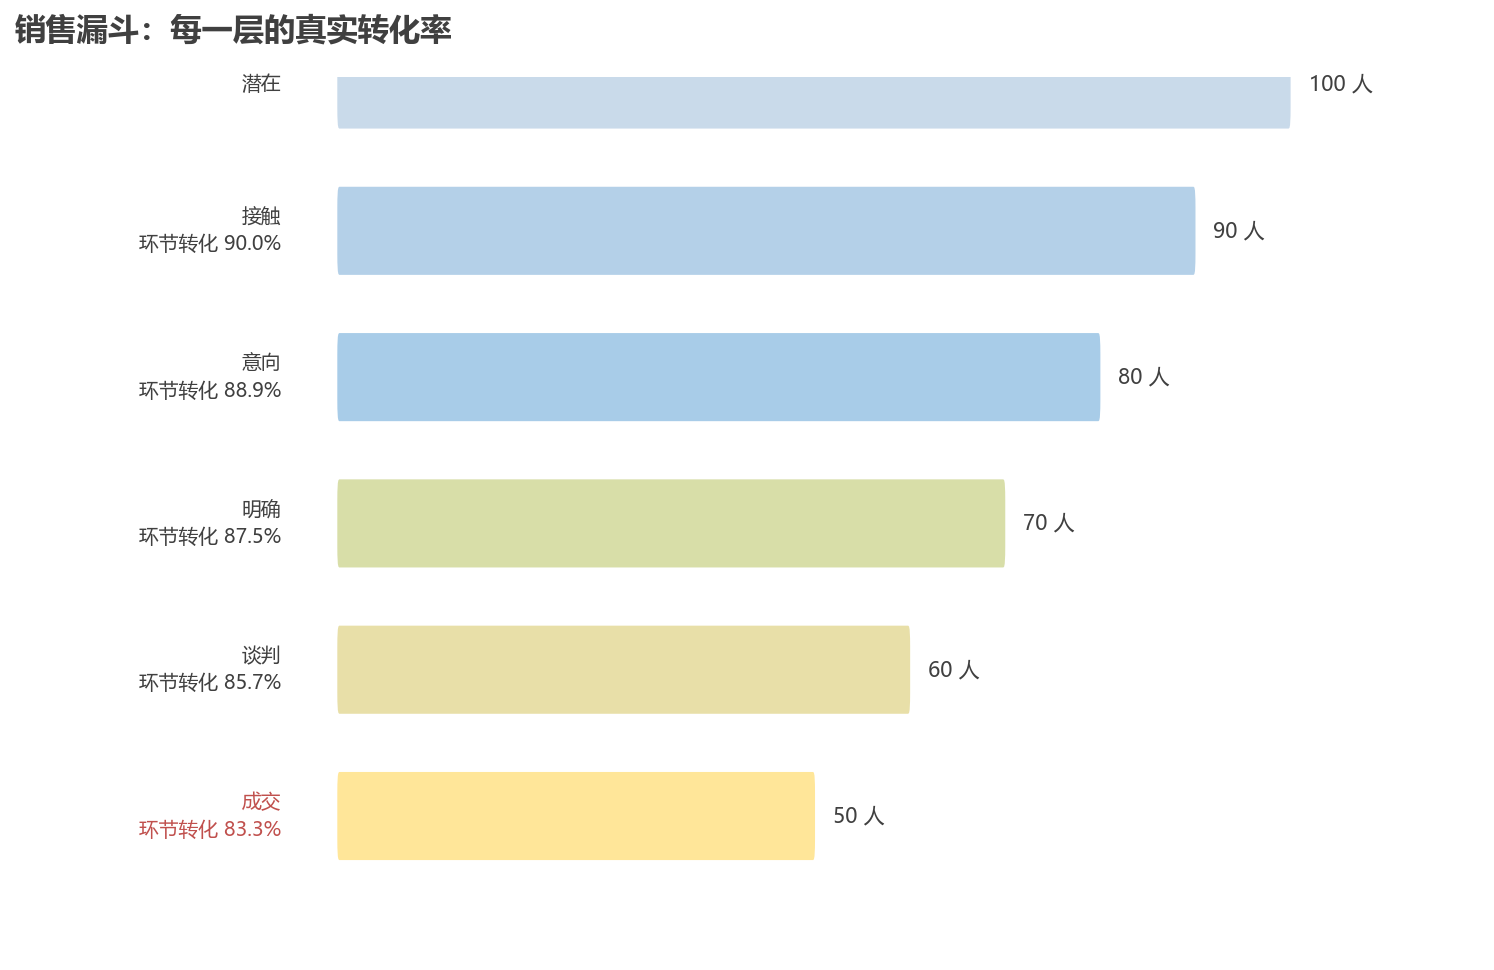 销售漏斗：每一层的真实转化率
潜在
100 人
接触
环节转化 90.0%
90 人
意向
环节转化 88.9%
80 人
明确
环节转化 87.5%
70 人
谈判
环节转化 85.7%
60 人
成交
环节转化 83.3%
50 人